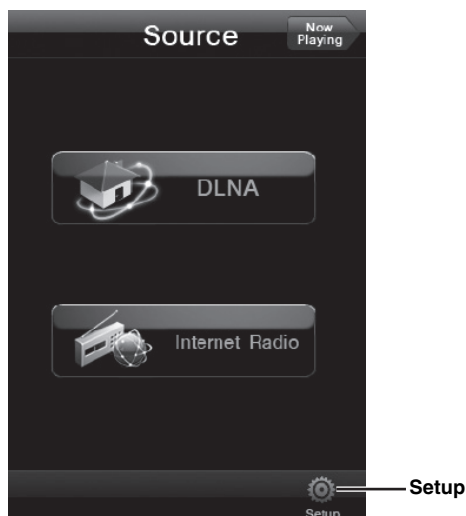 Source
Now
Playing
DLNA
Internet Radio
Setup
Setup